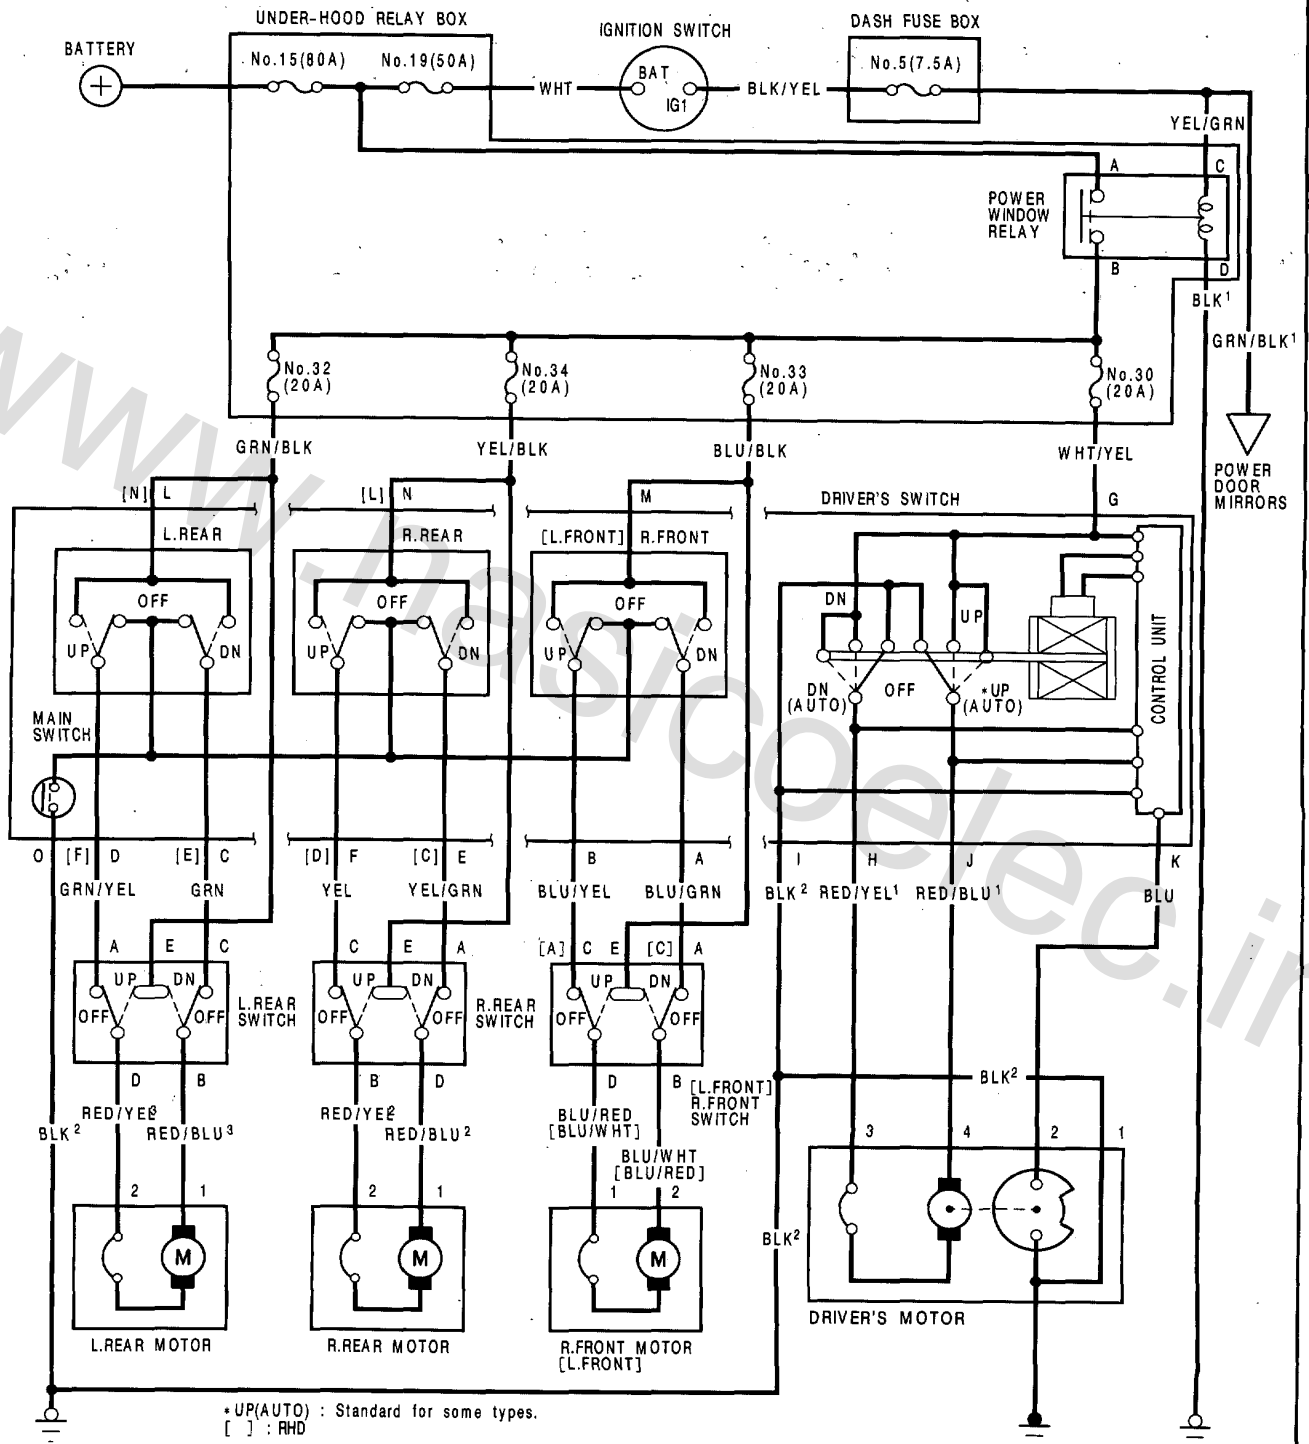 UNDER-HOOD RELAY BOX
IGNITION SWITCH
DASH FUSE BOX
BATTERY
No.15(80A)
No.19(50A)
BAT
No.5(7.5A)
WHT
IG1
BLK/YEL
YEL/GRN
A
C
POWER
WINDOW
RELAY
B
D
BLK1
GRN/BLK1
No.32
(20A)
No.34
(20A)
No.33
(20A)
No.30
(20A)
GRN/BLK
YEL/BLK
BLU/BLK
WHT/YEL
POWER
DOOR
MIRRORS
[N] L
[L] N
M
DRIVER'S SWITCH
G
L.REAR
R.REAR
[L.FRONT] R.FRONT
OFF
OFF
OFF
DN
UP
UP
DN
UP
DN
UP
DN
CONTROL UNIT
DN
(AUTO)
OFF
*UP
(AUTO)
MAIN
SWITCH
O
[F] D
[E] C
[D] F
[C] E
B
A
I
H
J
K
GRN/YEL
GRN
YEL
YEL/GRN
BLU/YEL
BLU/GRN
BLK2
RED/YEL1
RED/BLU1
BLU
A E C
C E A
[A] C E [C] A
UP DN
UP DN
UP DN
OFF OFF
OFF OFF
OFF OFF
L.REAR
SWITCH
R.REAR
SWITCH
D B
B D
D B
[L.FRONT]
R.FRONT
SWITCH
BLK2
RED/YEL3
RED/BLU3
RED/YEL2
RED/BLU2
BLU/RED
[BLU/WHT]
BLU/WHT
[BLU/RED]
BLK2
3 4 2 1
2 1
2 1
1 2
BLK2
M
M
M
L.REAR MOTOR
R.REAR MOTOR
R.FRONT MOTOR
[L.FRONT]
DRIVER'S MOTOR
*UP(AUTO) : Standard for some types.
[ ] : RHD
www.nasicoelec.ir